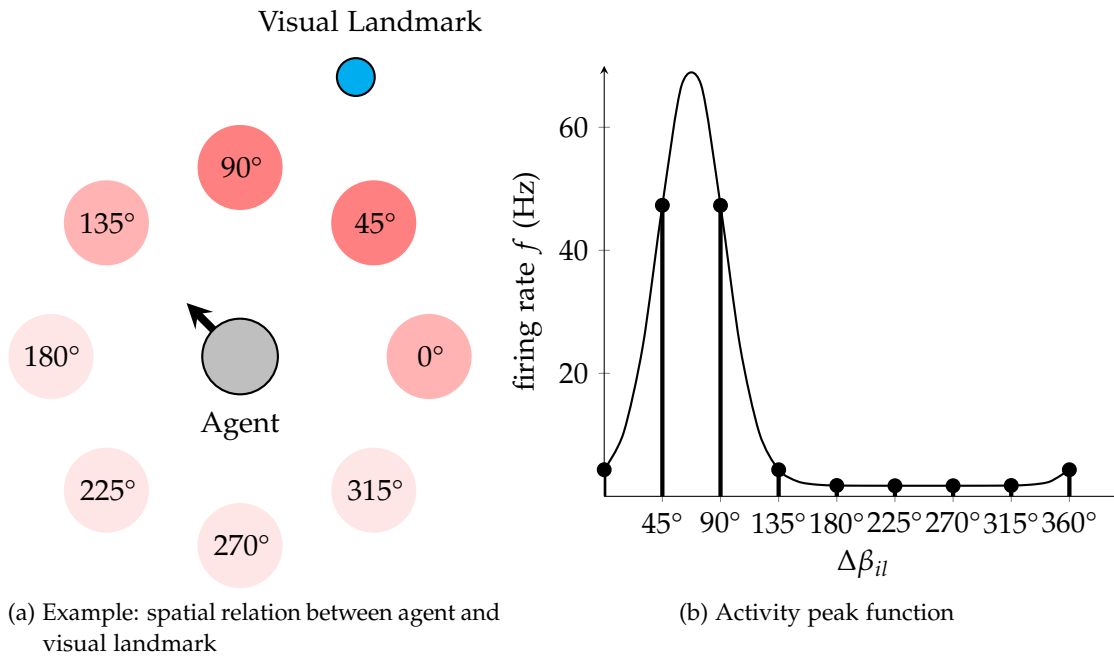 Visual Landmark
90°
135°
45°
180°
0°
Agent
225°
315°
270°
(a) Example: spatial relation between agent and
visual landmark
60
40
20
firing rate f (Hz)
45° 90° 135° 180° 225° 270° 315° 360°
Δβil
(b) Activity peak function